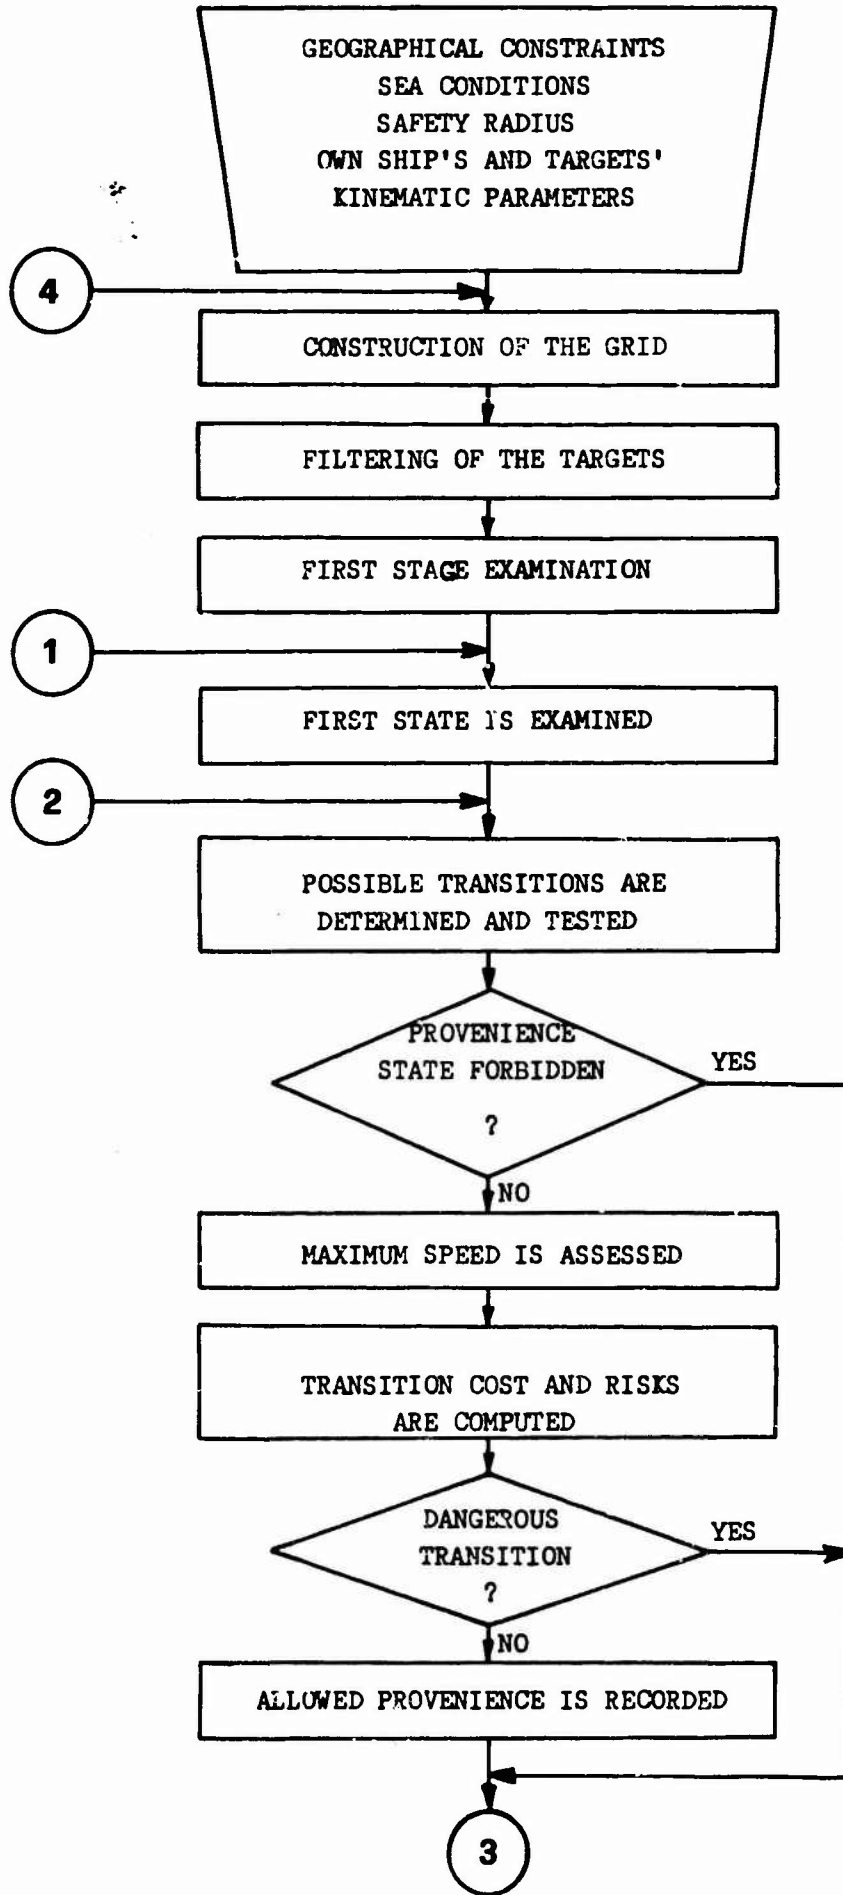 GEOGRAPHICAL CONSTRAINTS
SEA CONDITIONS
SAFETY RADIUS
OWN SHIP'S AND TARGETS'
KINEMATIC PARAMETERS
4
CONSTRUCTION OF THE GRID
FILTERING OF THE TARGETS
FIRST STAGE EXAMINATION
1
FIRST STATE IS EXAMINED
2
POSSIBLE TRANSITIONS ARE
DETERMINED AND TESTED
PROVENIENCE
STATE FORBIDDEN
?
YES
NO
MAXIMUM SPEED IS ASSESSED
TRANSITION COST AND RISKS
ARE COMPUTED
DANGEROUS
TRANSITION
?
YES
NO
ALLOWED PROVENIENCE IS RECORDED
3